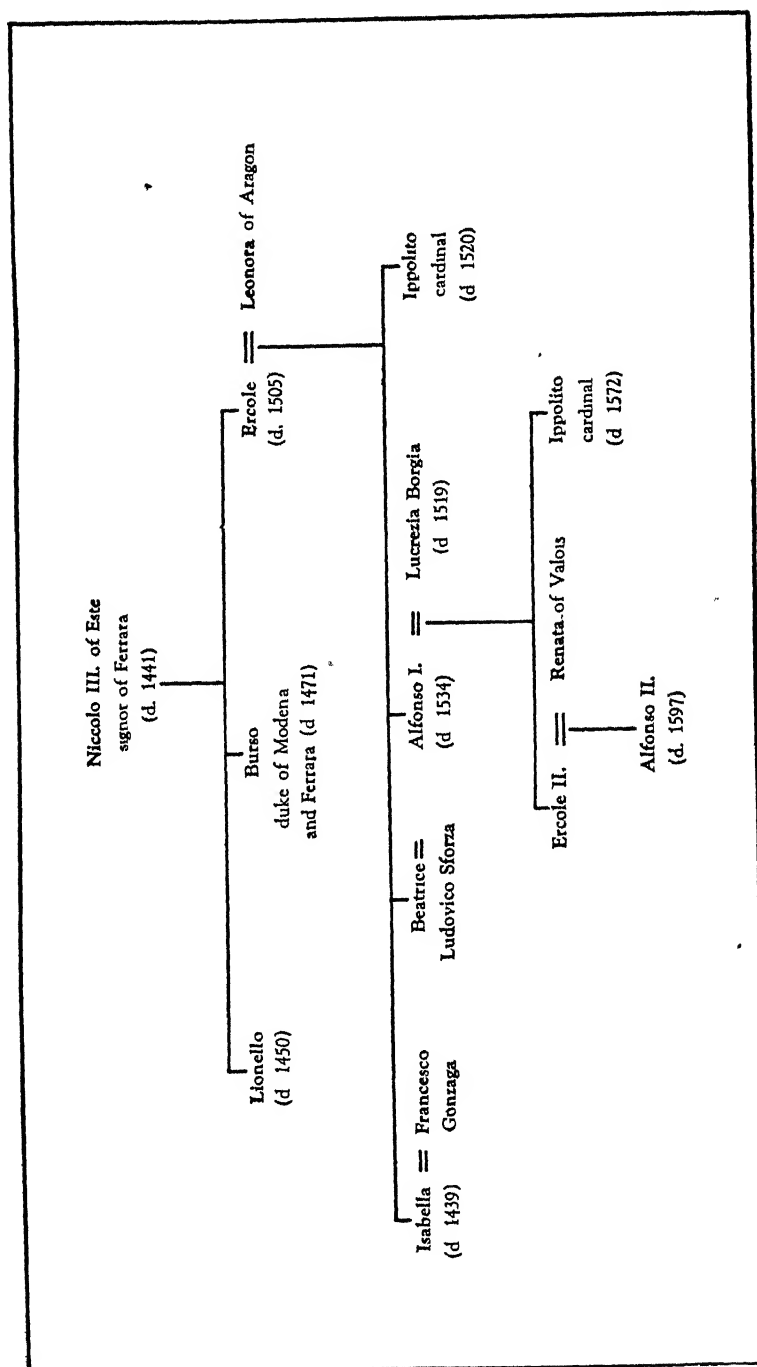 Niccolo III. of Este
signor of Ferrara
(d. 1441)
Lionello
(d 1450)
Burso
duke of Modena
and Ferrara (d 1471)
Ercole = Leonora of Aragon
(d. 1505)
Isabella = Francesco
(d 1439) Gonzaga
Beatrice =
Ludovico Sforza
Alfonso I. = Lucrezia Borgia
(d 1534) (d 1519)
Ippolito
cardinal
(d 1520)
Ercole II. = Renata of Valois
Ippolito
cardinal
(d 1572)
Alfonso II.
(d. 1597)